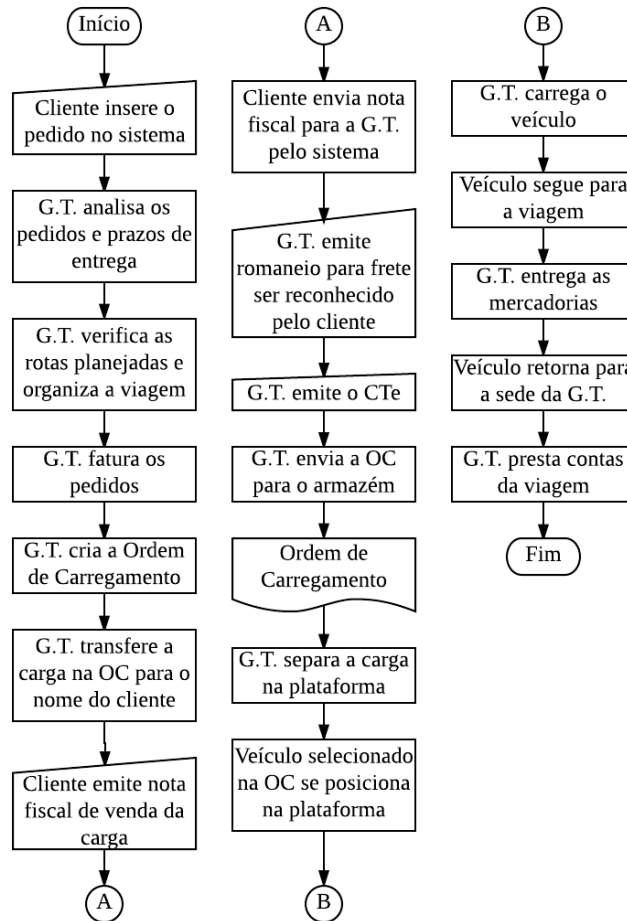 Início
Cliente insere o
pedido no sistema
G.T. analisa os
pedidos e prazos de
entrega
G.T. verifica as
rotas planejadas e
organiza a viagem
G.T. fatura os
pedidos
G.T. cria a Ordem
de Carregamento
G.T. transfere a
carga na OC para o
nome do cliente
Cliente emite nota
fiscal de venda da
carga
A
A
Cliente envia nota
fiscal para a G.T.
pelo sistema
G.T. emite
romaneio para frete
ser reconhecido
pelo cliente
G.T. emite o CTe
G.T. envia a OC
para o armazém
Ordem de
Carregamento
G.T. separa a carga
na plataforma
Veículo selecionado
na OC se posiciona
na plataforma
B
B
G.T. carrega o
veículo
Veículo segue para
a viagem
G.T. entrega as
mercadorias
Veículo retorna para
a sede da G.T.
G.T. presta contas
da viagem
Fim